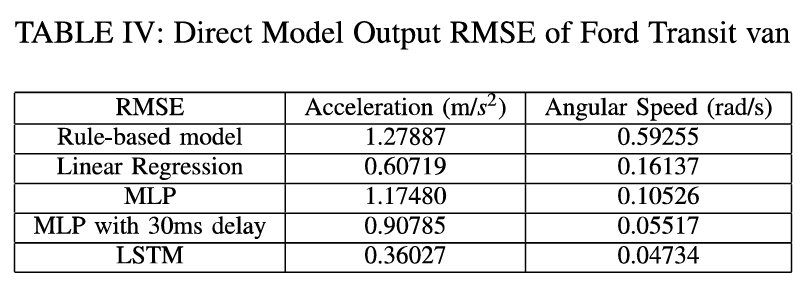 TABLE IV: Direct Model Output RMSE of Ford Transit van
RMSE Acceleration (m/s²) Angular Speed (rad/s)
Rule-based model 1.27887 0.59255
Linear Regression 0.60719 0.16137
MLP 1.17480 0.10526
MLP with 30ms delay 0.90785 0.05517
LSTM 0.36027 0.04734